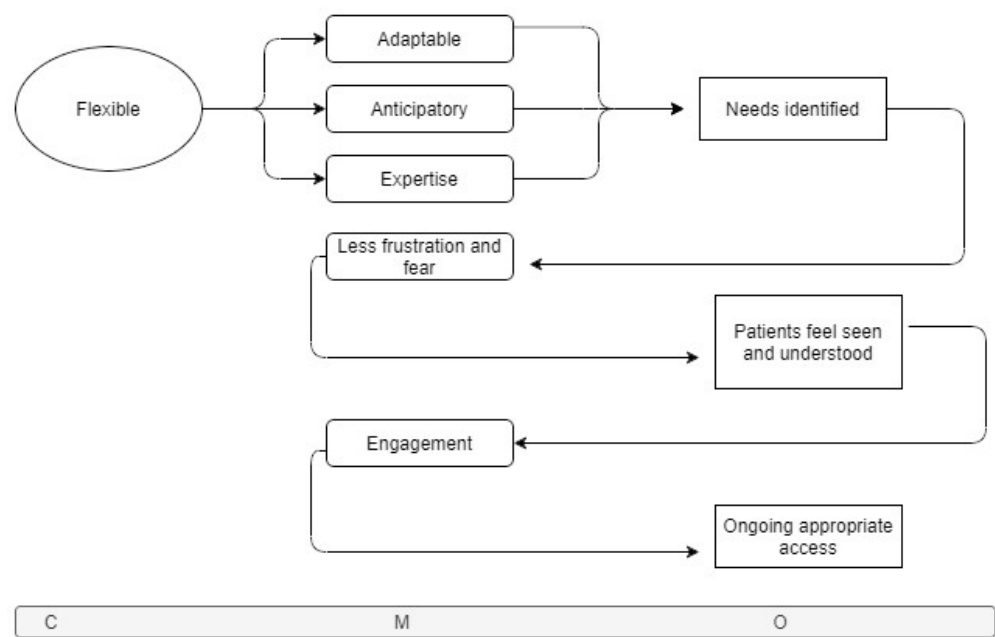 Adaptable
Flexible
Anticipatory
Needs identified
Expertise
Less frustration and
fear
Patients feel seen
and understood
Engagement
Ongoing appropriate
access
C M O